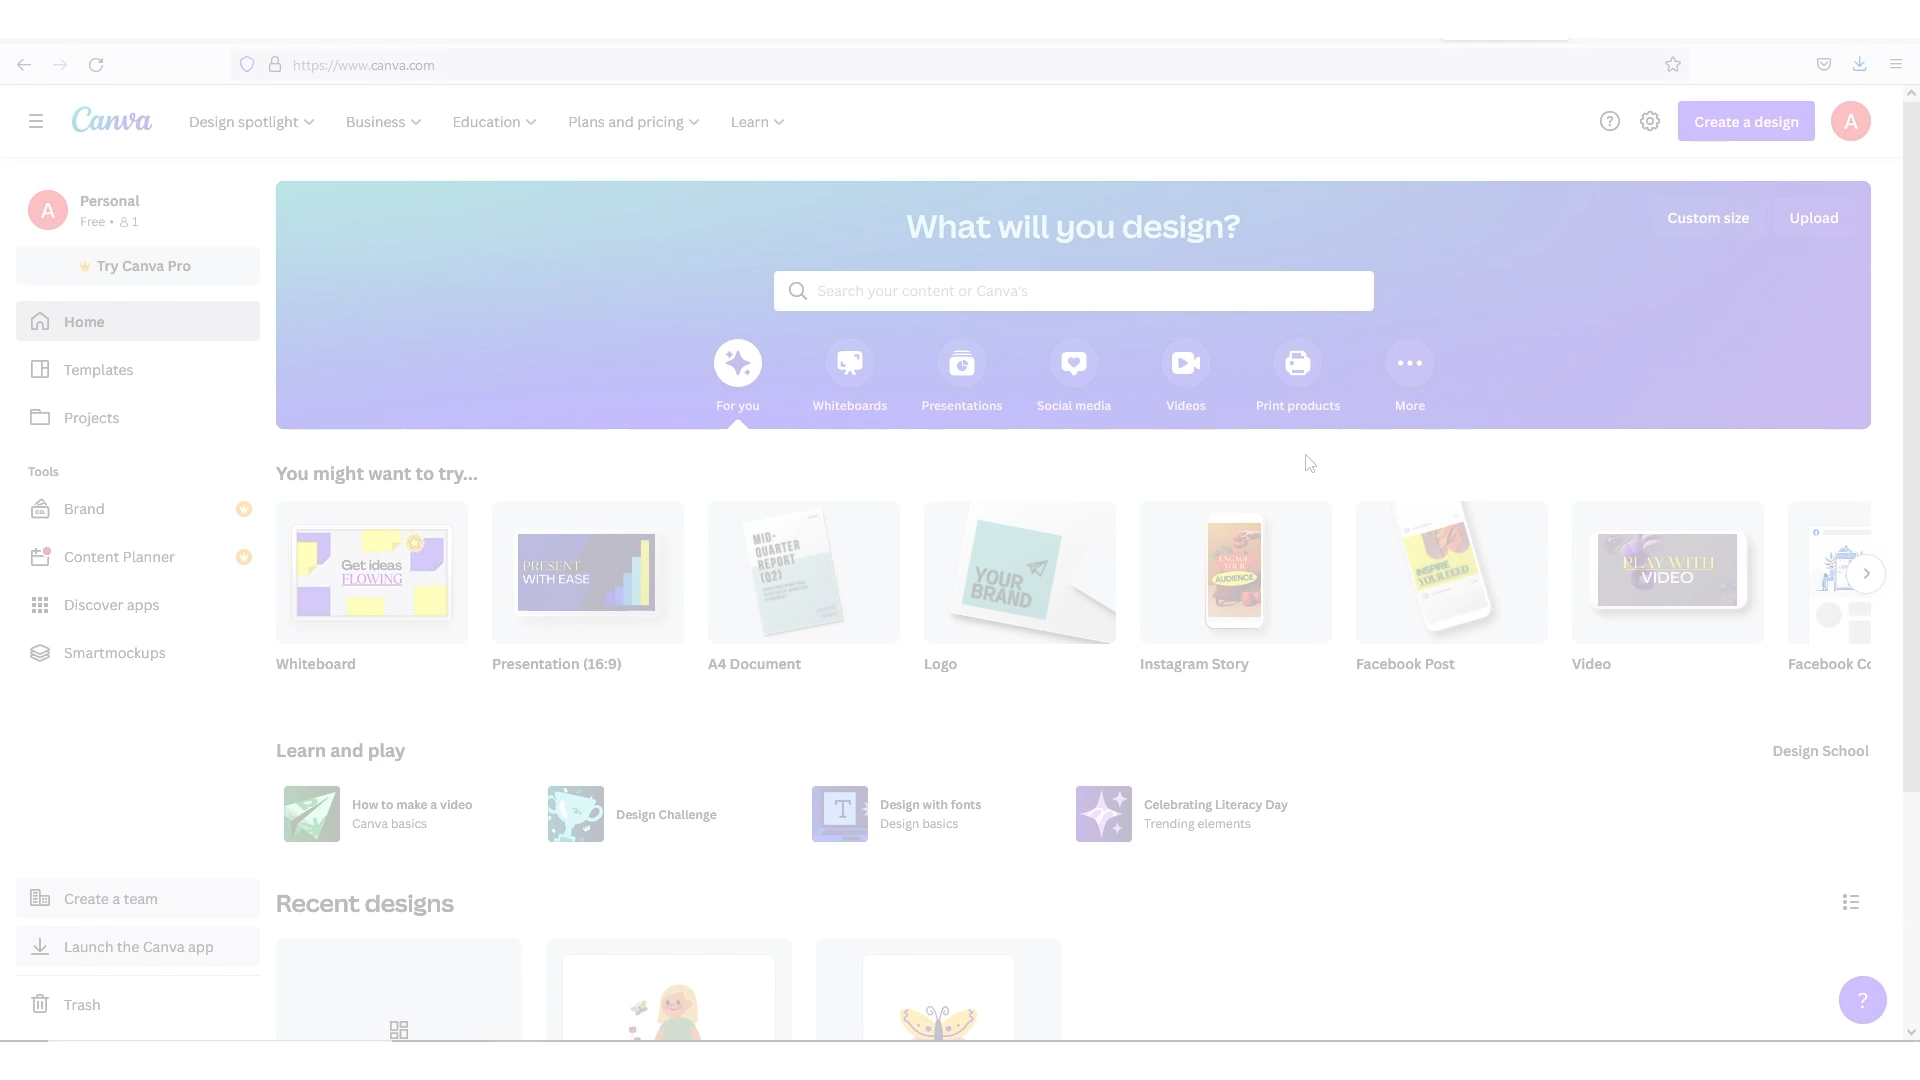 https://www.canva.com
Canva
Design spotlight
Business
Education
Plans and pricing
Learn
Create a design
A
A
Personal
Free • 1
Try Canva Pro
Home
Templates
Projects
Tools
Brand
Content Planner
Discover apps
Smartmockups
Create a team
Launch the Canva app
Trash
What will you design?
Custom size
Upload
Search your content or Canva's
For you
Whiteboards
Presentations
Social media
Videos
Print products
More
You might want to try...
Get ideas
FLOWING
Whiteboard
PRESENT
WITH EASE
Presentation (16:9)
MID-
QUARTER
REPORT
(Q2)
A4 Document
YOUR
BRAND
Logo
ENGAGE
YOUR
AUDIENCE
Instagram Story
INSPIRE
YOUR FEED
Facebook Post
PLAY WITH
VIDEO
Video
Facebook Co
Learn and play
Design School
How to make a video
Canva basics
Design Challenge
T
Design with fonts
Design basics
Celebrating Literacy Day
Trending elements
Recent designs
?